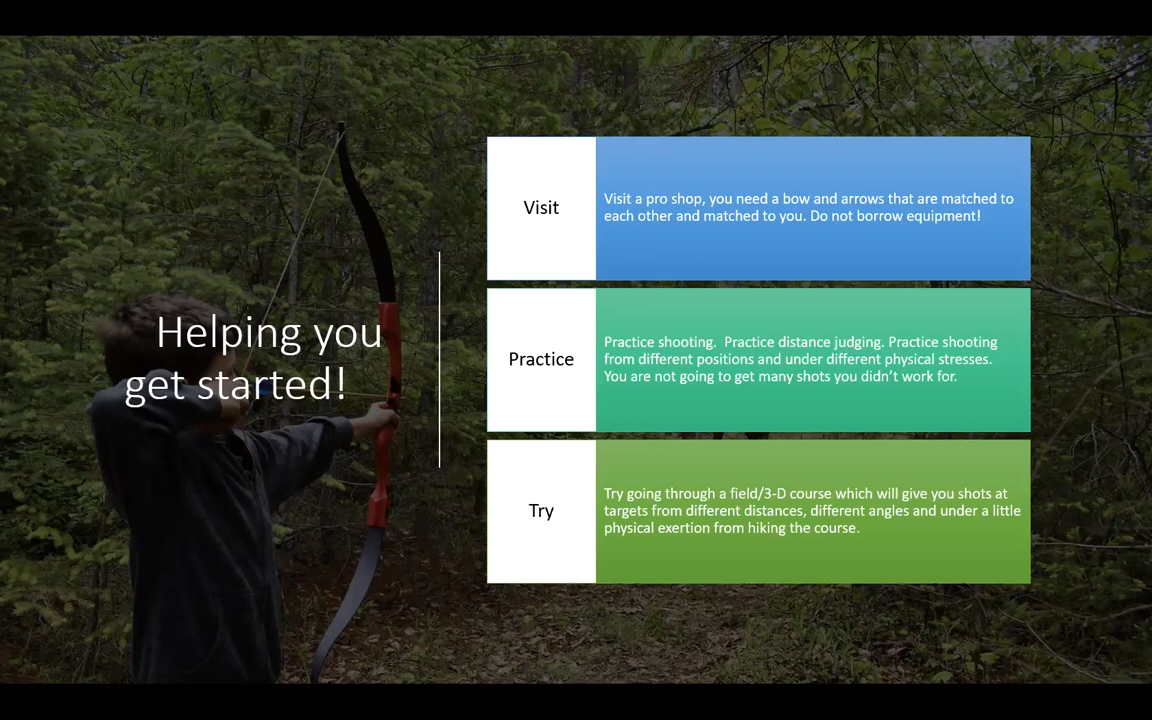 Helping you
get started!
Visit
Visit a pro shop, you need a bow and arrows that are matched to
each other and matched to you. Do not borrow equipment!
Practice
Practice shooting.  Practice distance judging. Practice shooting
from different positions and under different physical stresses.
You are not going to get many shots you didn’t work for.
Try
Try going through a field/3-D course which will give you shots at
targets from different distances, different angles and under a little
physical exertion from hiking the course.